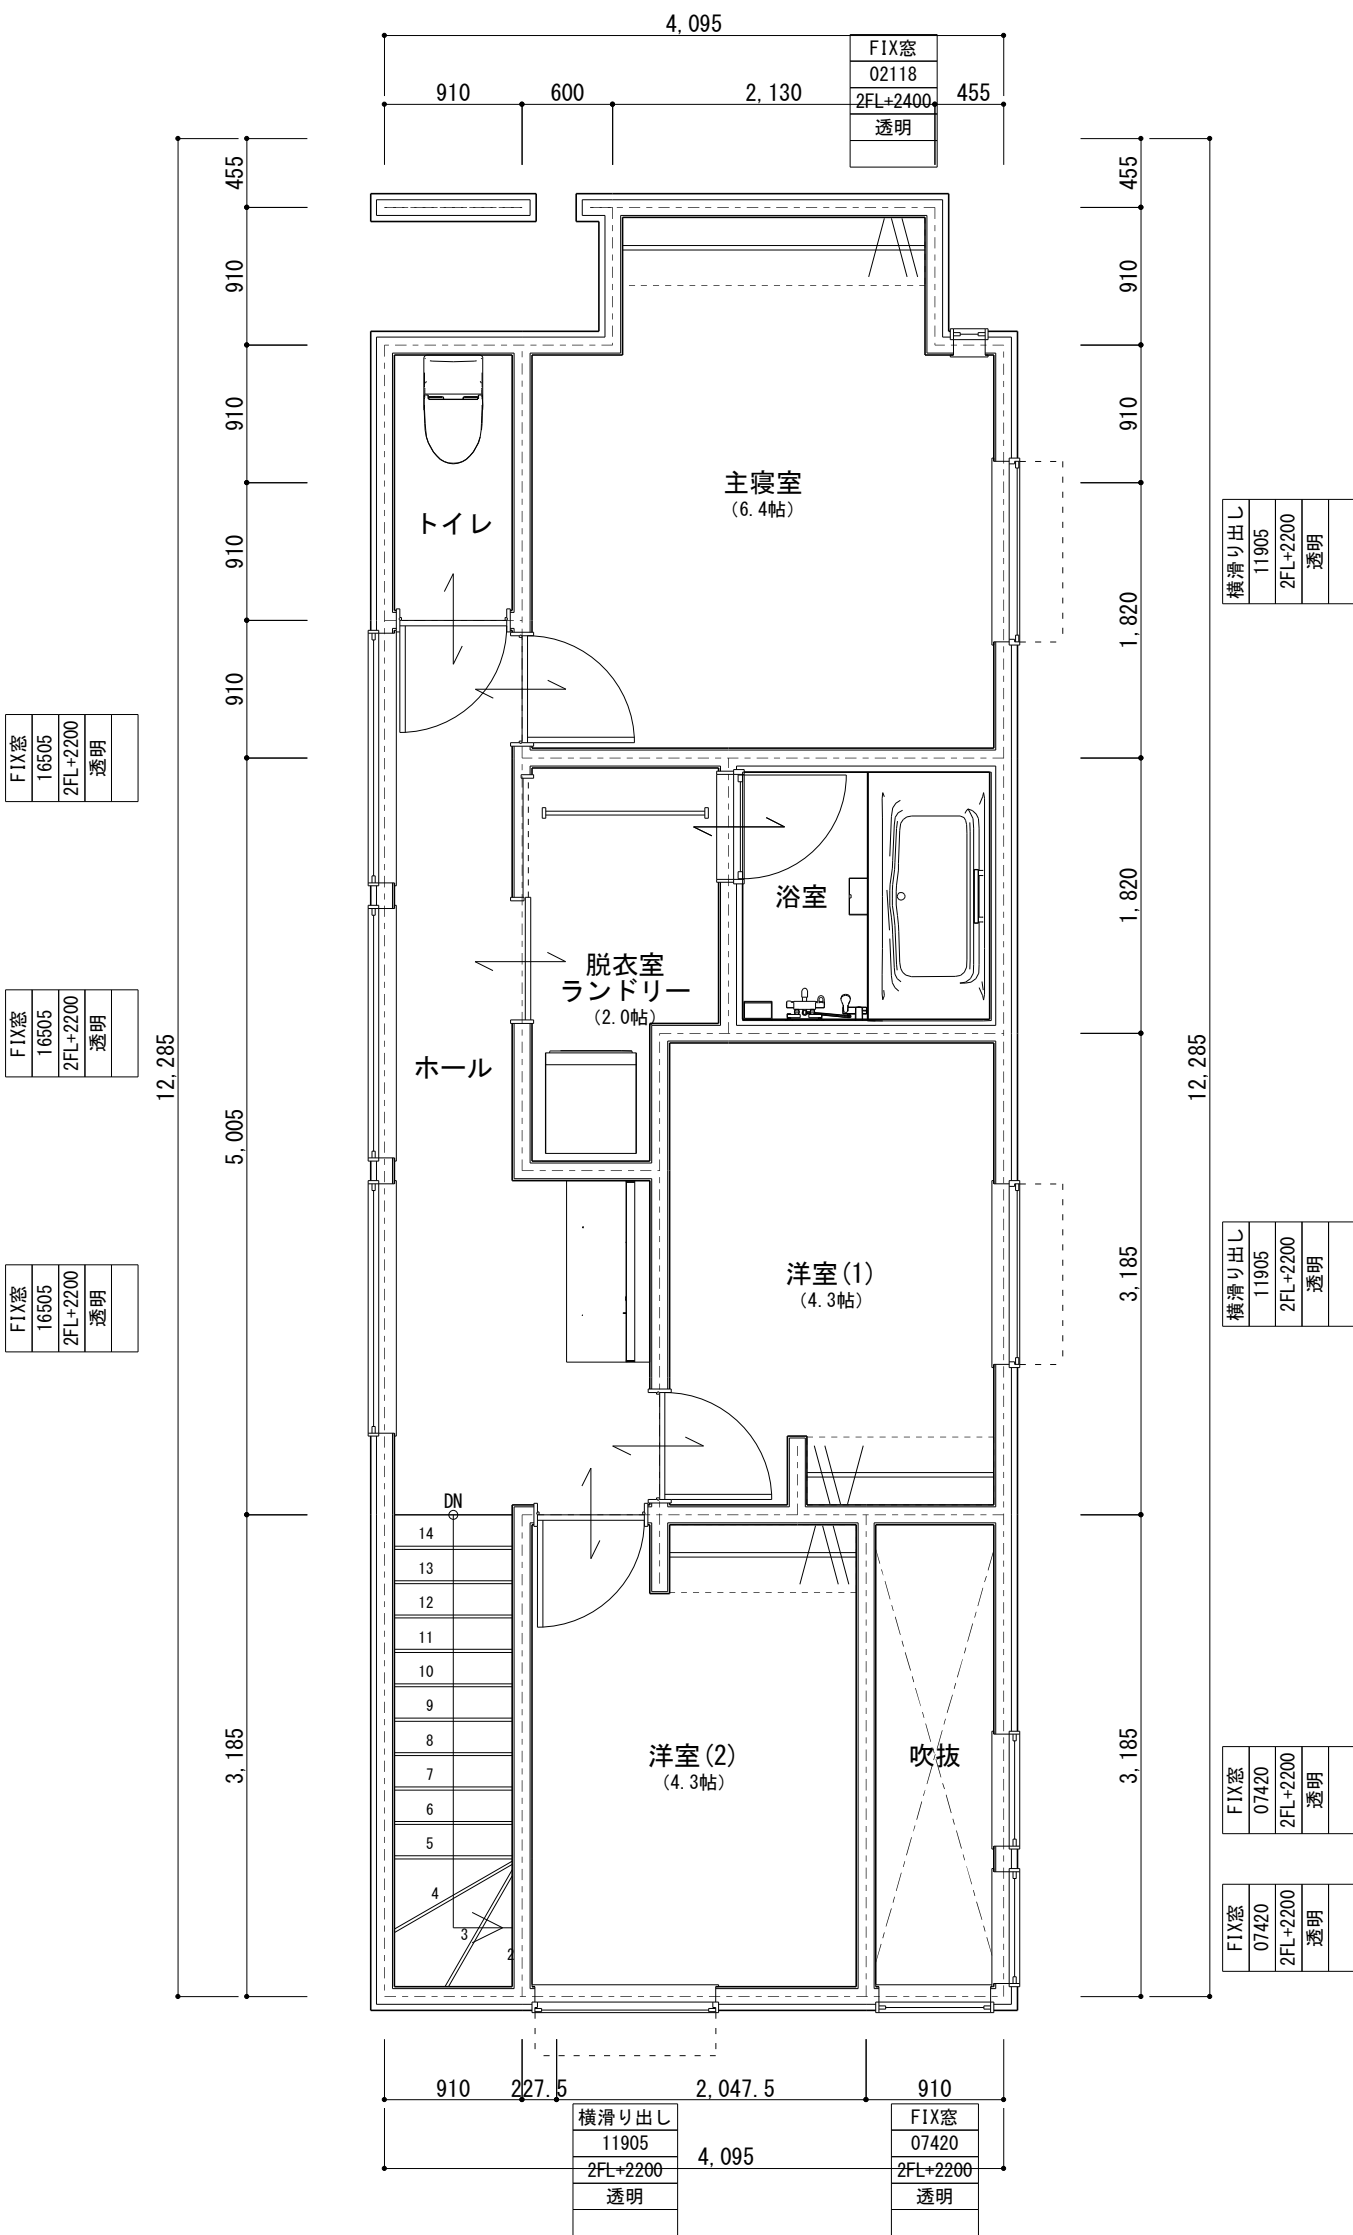 4,095
910
600
2,130
455
FIX窓
02118
2FL+2400
透明
455
910
910
910
910
5,005
3,185
12,285
455
910
910
1,820
1,820
3,185
3,185
12,285
主寝室
(6.4帖)
トイレ
浴室
脱衣室
ランドリー
(2.0帖)
ホール
洋室(1)
(4.3帖)
DN
14
13
12
11
10
9
8
7
6
5
4
3
2
洋室(2)
(4.3帖)
吹抜
FIX窓
16505
2FL+2200
透明
FIX窓
16505
2FL+2200
透明
FIX窓
16505
2FL+2200
透明
横滑り出し
11905
2FL+2200
透明
横滑り出し
11905
2FL+2200
透明
FIX窓
07420
2FL+2200
透明
FIX窓
07420
2FL+2200
透明
910
227.5
2,047.5
910
4,095
横滑り出し
11905
2FL+2200
透明
FIX窓
07420
2FL+2200
透明